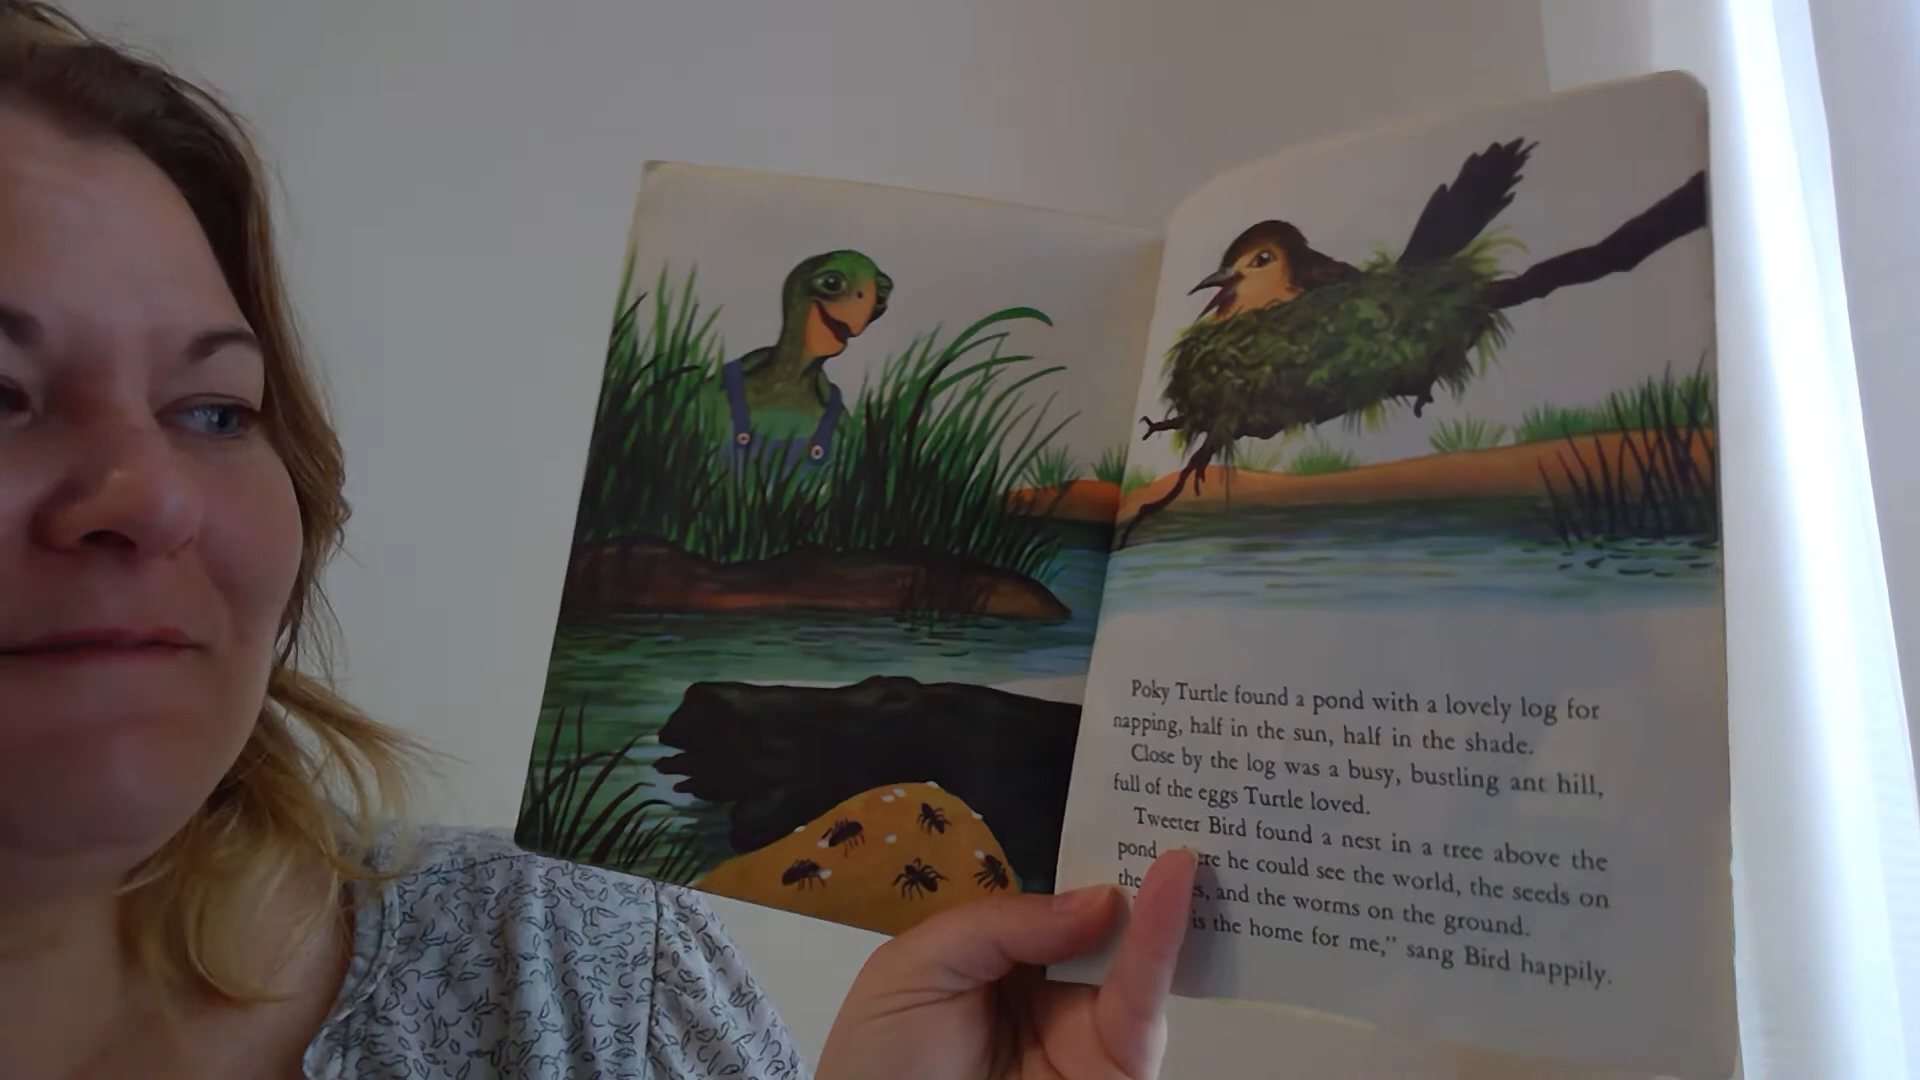 Poky Turtle found a pond with a lovely log for
napping, half in the sun, half in the shade.
Close by the log was a busy, bustling ant hill,
full of the eggs Turtle loved.
Tweeter Bird found a nest in a tree above the
pond he could see the world, the seeds on
the and the worms on the ground.
is the home for me,” sang Bird happily.